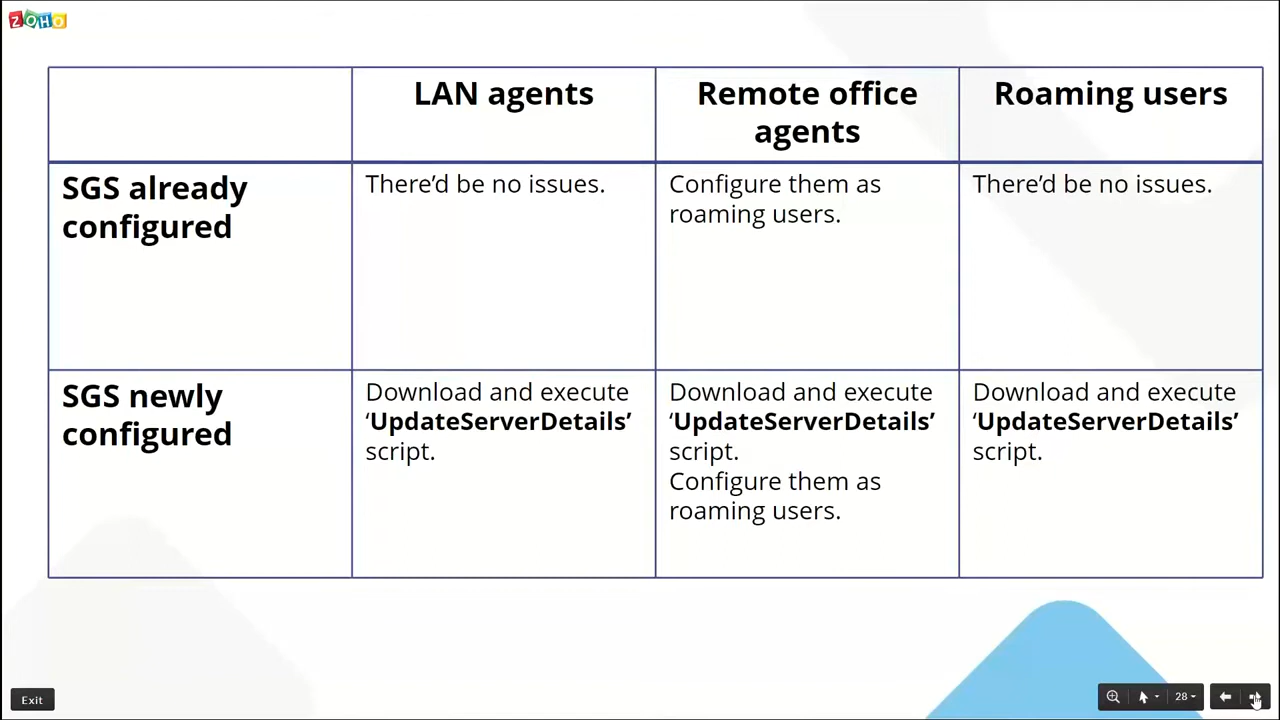 ZOHO
LAN agents
Remote office
agents
Roaming users
SGS already
configured
There’d be no issues.
Configure them as
roaming users.
There’d be no issues.
SGS newly
configured
Download and execute
‘UpdateServerDetails’
script.
Download and execute
‘UpdateServerDetails’
script.
Configure them as
roaming users.
Download and execute
‘UpdateServerDetails’
script.
Exit
28